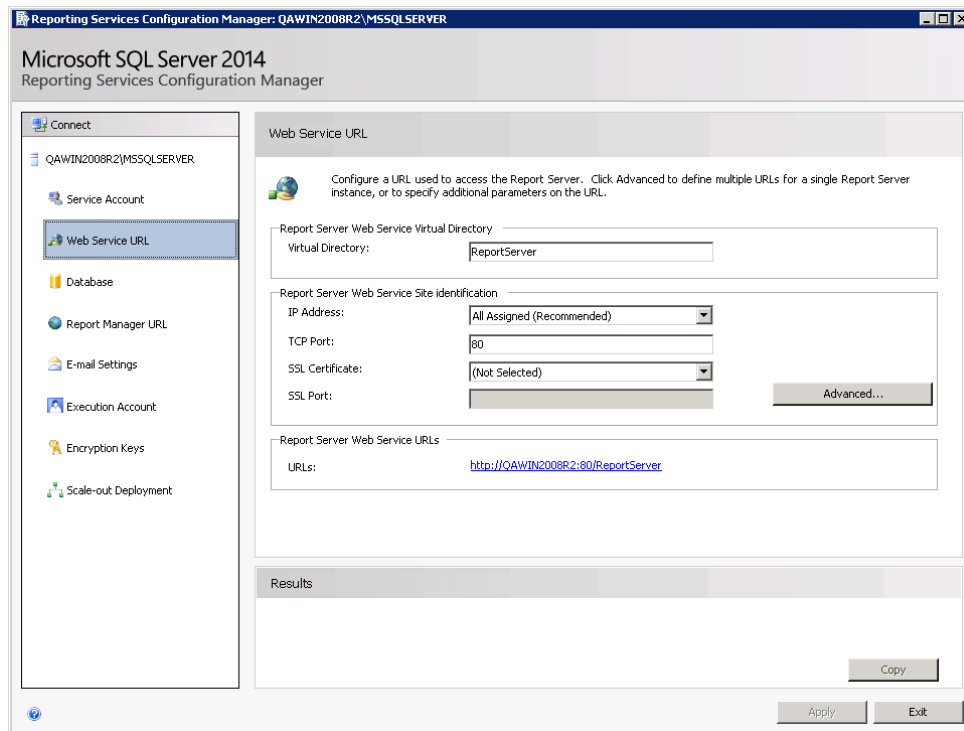 Reporting Services Configuration Manager: QAWIN2008R2\MSSQLSERVER
Microsoft SQL Server 2014
Reporting Services Configuration Manager
Connect
QAWIN2008R2\MSSQLSERVER
Service Account
Web Service URL
Database
Report Manager URL
E-mail Settings
Execution Account
Encryption Keys
Scale-out Deployment
Web Service URL
Configure a URL used to access the Report Server. Click Advanced to define multiple URLs for a single Report Server
instance, or to specify additional parameters on the URL.
Report Server Web Service Virtual Directory
Virtual Directory: ReportServer
Report Server Web Service Site identification
IP Address: All Assigned (Recommended)
TCP Port: 80
SSL Certificate: (Not Selected)
SSL Port:
Advanced...
Report Server Web Service URLs
URLs: http://QAWIN2008R2:80/ReportServer
Results
Copy
Apply Exit